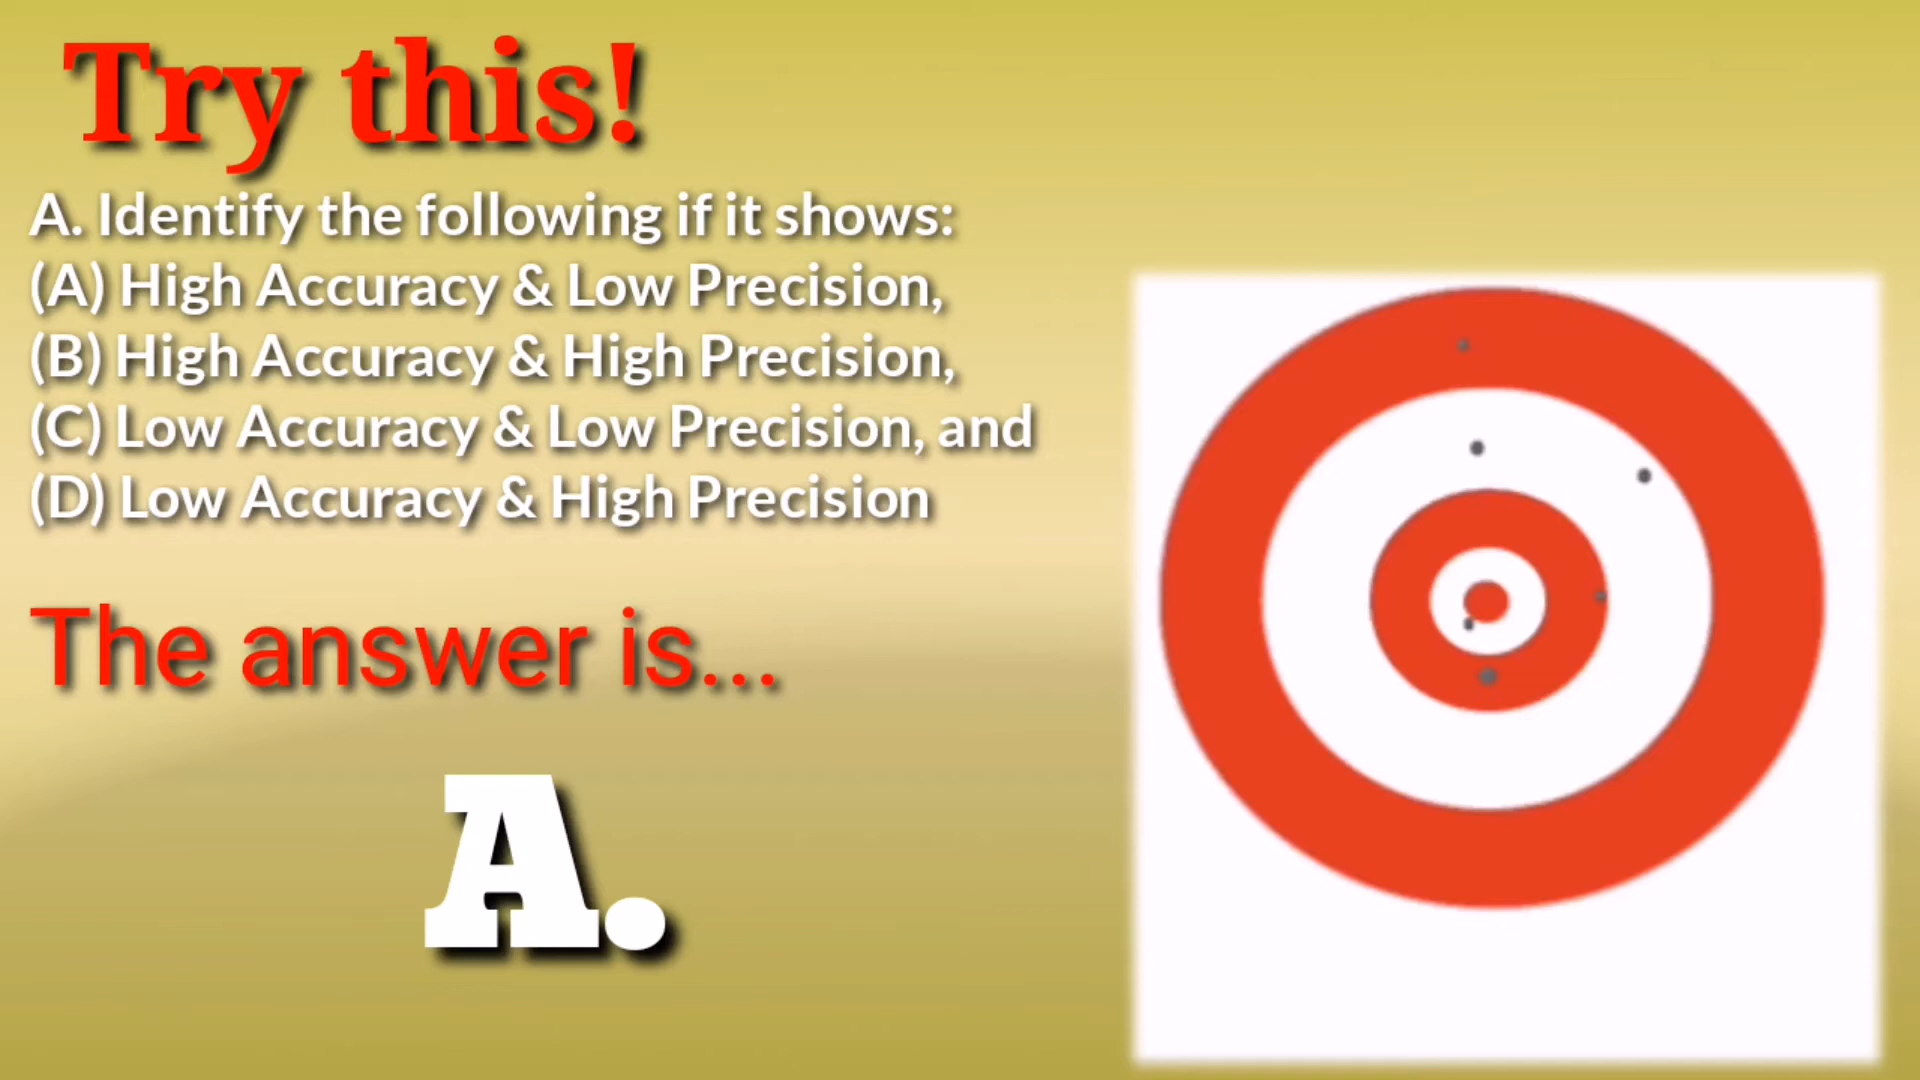 Try this!
A. Identify the following if it shows:
(A) High Accuracy & Low Precision,
(B) High Accuracy & High Precision,
(C) Low Accuracy & Low Precision, and
(D) Low Accuracy & High Precision
The answer is...
A.